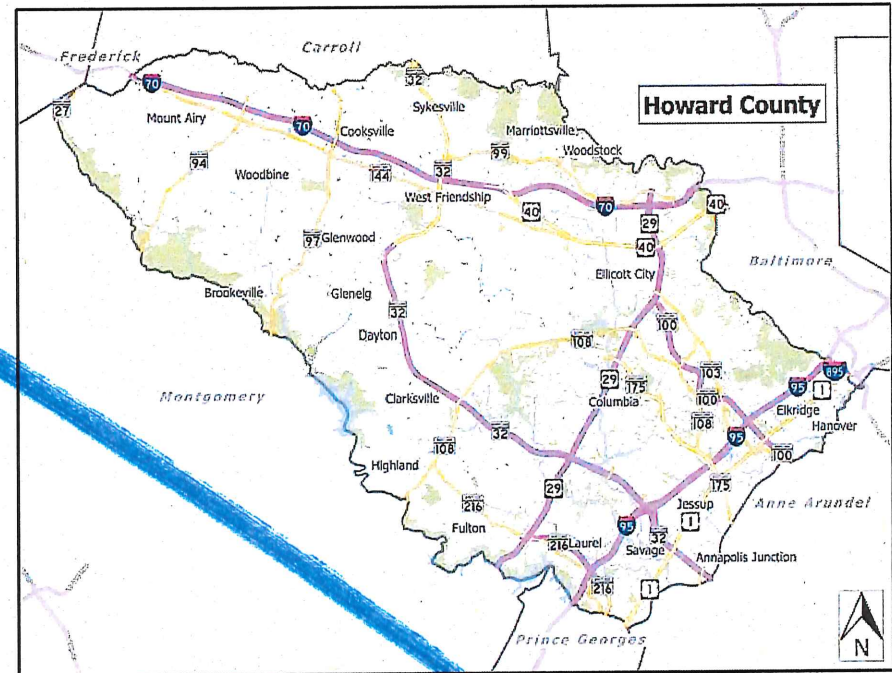 Carroll
Frederick
32
70
Howard County
27
Mount Airy
Sykesville
70
Cooksville
Marriottsville
94
99
Woodstock
Woodbine
144
32
West Friendship
40
70
29
40
97
Glenwood
40
Ellicott City
Baltimore
Brookeville
Glenelg
32
Dayton
100
108
103
895
29
175
95
1
Montgomery
Clarksville
Columbia
100
Elkridge
108
Hanover
32
95
108
100
Highland
175
29
Anne Arundel
216
Jessup
Fulton
95
1
216
Laurel
Savage
32
Annapolis Junction
216
1
Prince Georges
N